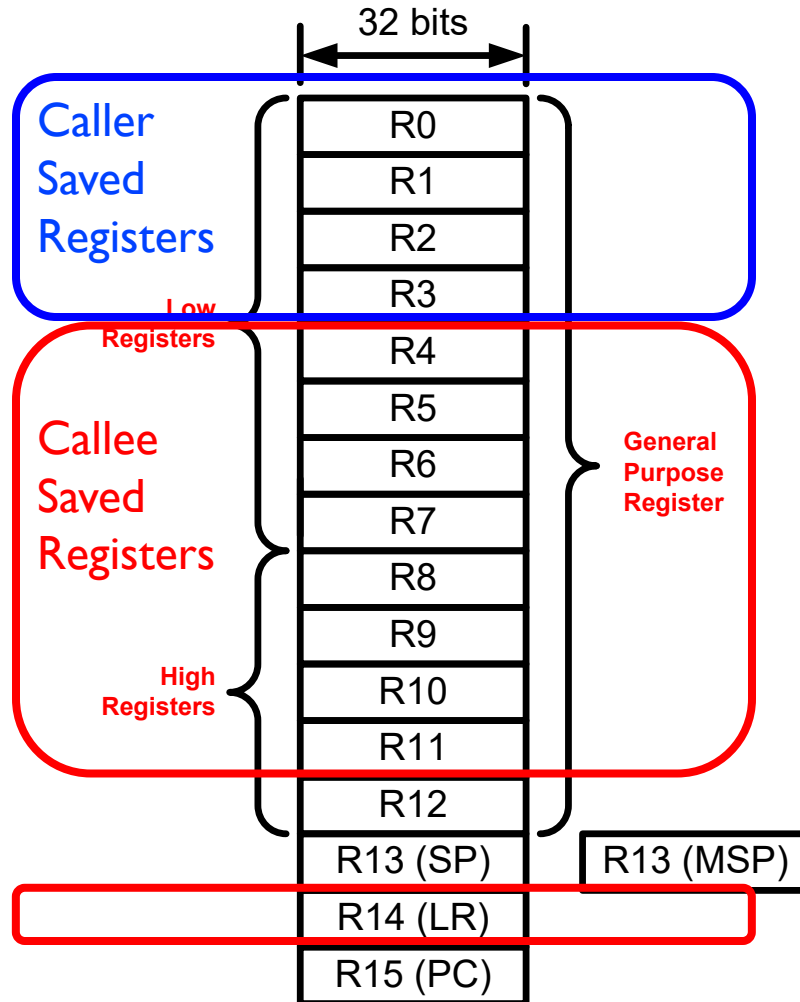 32 bits
Caller
Saved
Registers
R0
R1
R2
R3
Low
Registers
R4
R5
R6
R7
R8
R9
R10
R11
R12
Callee
Saved
Registers
General
Purpose
Register
High
Registers
R13 (SP)
R13 (MSP)
R14 (LR)
R15 (PC)